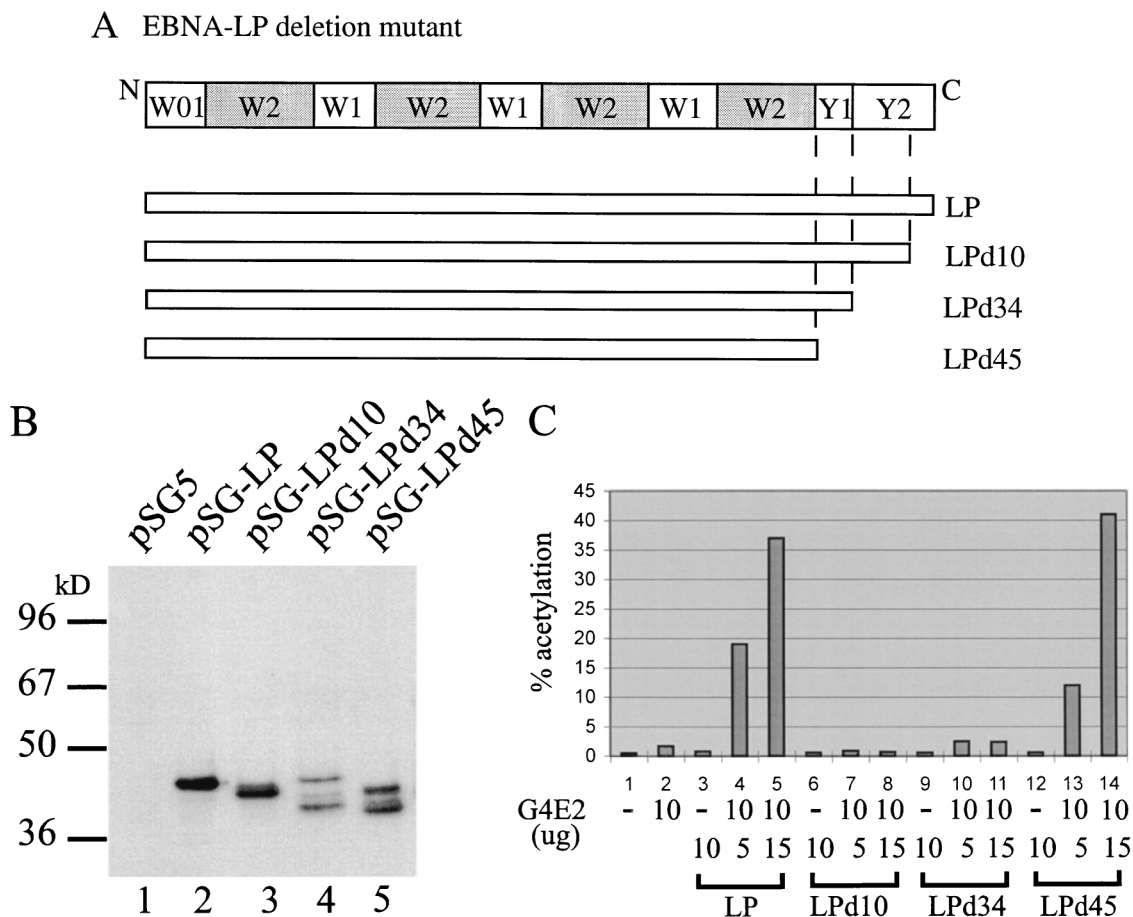 A EBNA-LP deletion mutant
N W01 W2 W1 W2 W1 W2 W1 W2 Y1 Y2 C
LP
LPd10
LPd34
LPd45
B
pSG5
pSG-LP
pSG-LPd10
pSG-LPd34
pSG-LPd45
kD
96
67
50
36
1 2 3 4 5
C
% acetylation
45
40
35
30
25
20
15
10
5
0
1 2 3 4 5 6 7 8 9 10 11 12 13 14
G4E2 - 10 - 10 10 - 10 10 - 10 10 - 10 10
(ug) 10 5 15 10 5 15 10 5 15 10 5 15
LP LPd10 LPd34 LPd45